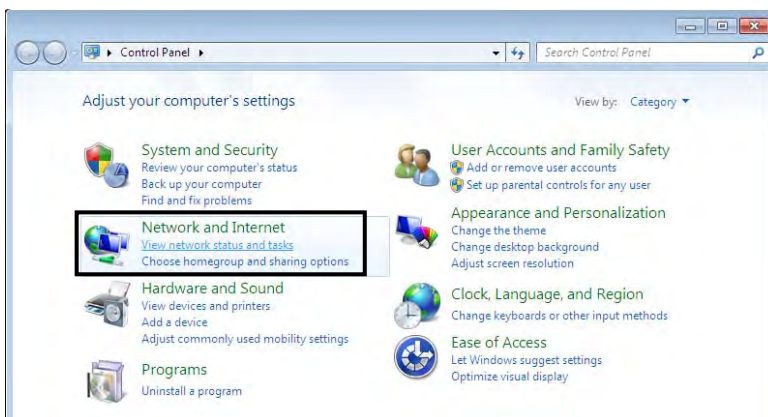 Control Panel
Search Control Panel
Adjust your computer's settings
View by: Category
System and Security
Review your computer's status
Back up your computer
Find and fix problems
Network and Internet
View network status and tasks
Choose homegroup and sharing options
Hardware and Sound
View devices and printers
Add a device
Adjust commonly used mobility settings
Programs
Uninstall a program
User Accounts and Family Safety
Add or remove user accounts
Set up parental controls for any user
Appearance and Personalization
Change the theme
Change desktop background
Adjust screen resolution
Clock, Language, and Region
Change keyboards or other input methods
Ease of Access
Let Windows suggest settings
Optimize visual display